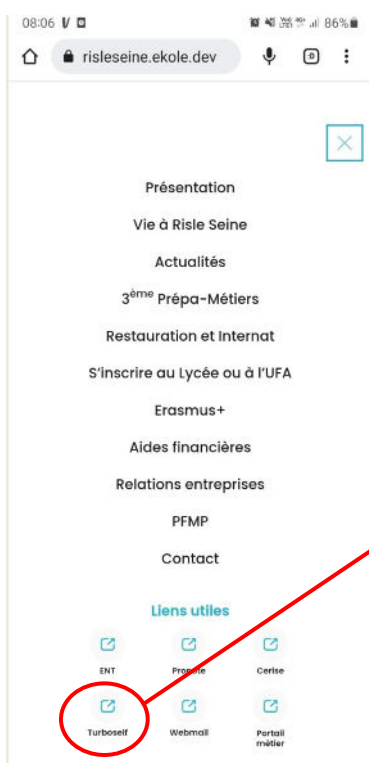 08:06 86%
risleseine.ekole.dev
Présentation
Vie à Risle Seine
Actualités
3ème Prépa-Métiers
Restauration et Internat
S'inscrire au Lycée ou à l'UFA
Erasmus+
Aides financières
Relations entreprises
PFMP
Contact
Liens utiles
ENT Pronote Cerise
Turboself Webmail Portail
métier